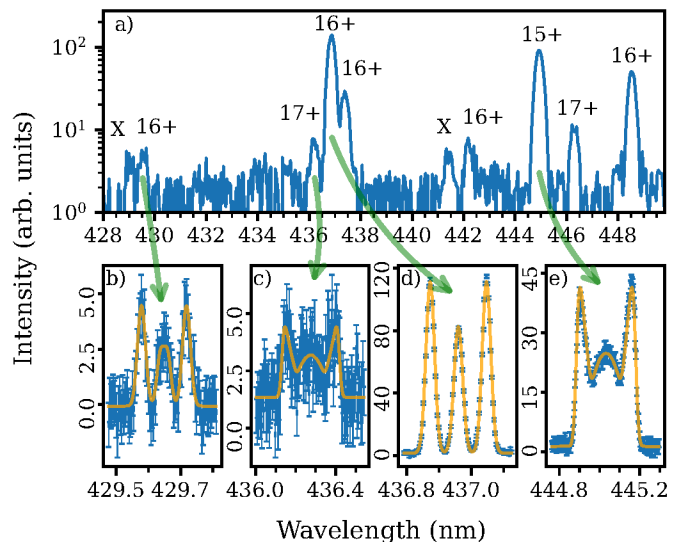 a)
16+
15+
16+
16+
X 16+
17+
X 16+
17+
10²
10¹
10⁰
428 430 432 434 436 438 440 442 444 446 448
Intensity (arb. units)
b)
5.0
2.5
0.0
429.5 429.7
c)
5.0
2.5
0.0
436.0 436.4
d)
120
80
40
0
436.8 437.0
e)
45
30
15
0
444.8 445.2
Wavelength (nm)